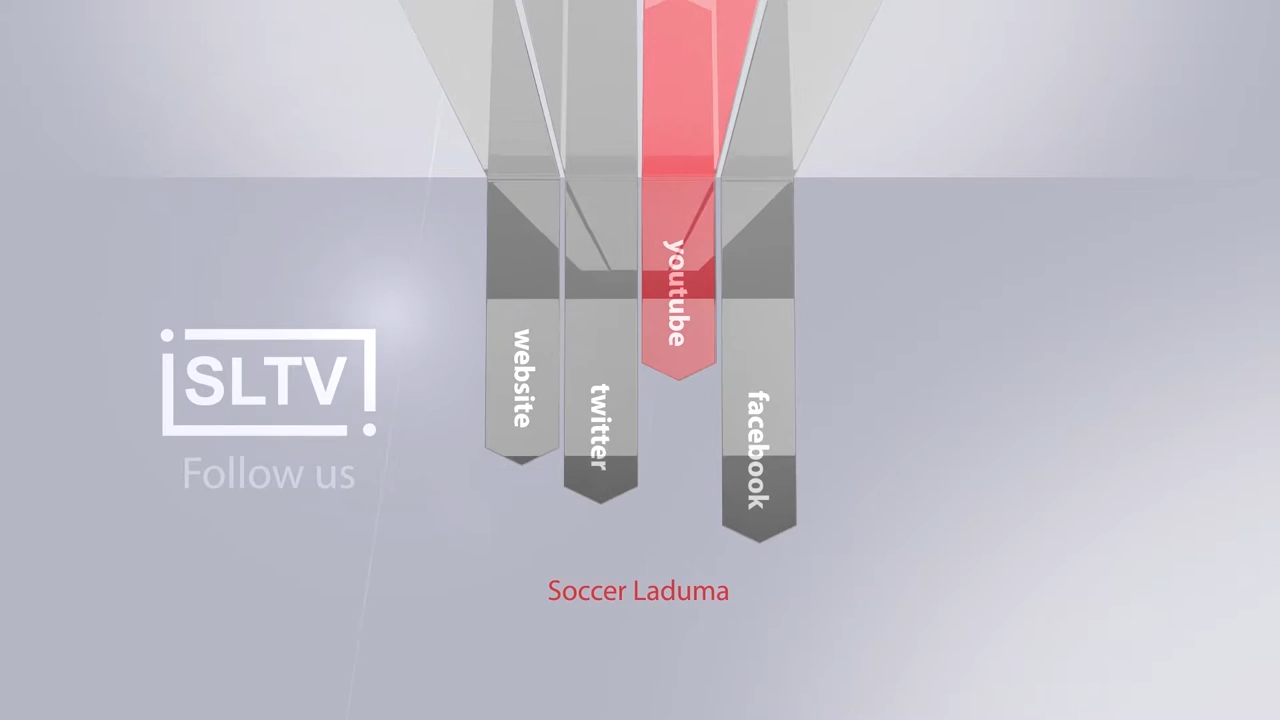 SLTV
Follow us
website
twitter
youtube
facebook
Soccer Laduma